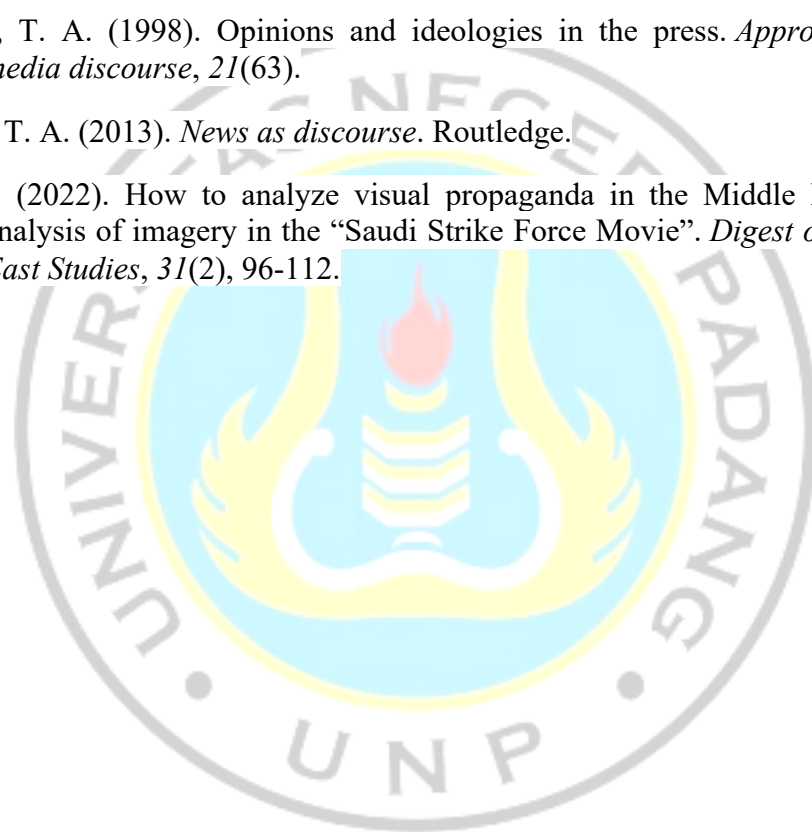 , T. A. (1998). Opinions and ideologies in the press. Appro
media discourse, 21(63).
T. A. (2013). News as discourse. Routledge.
(2022). How to analyze visual propaganda in the Middle
nalysis of imagery in the “Saudi Strike Force Movie”. Digest o
East Studies, 31(2), 96-112.
PADANG
UNP